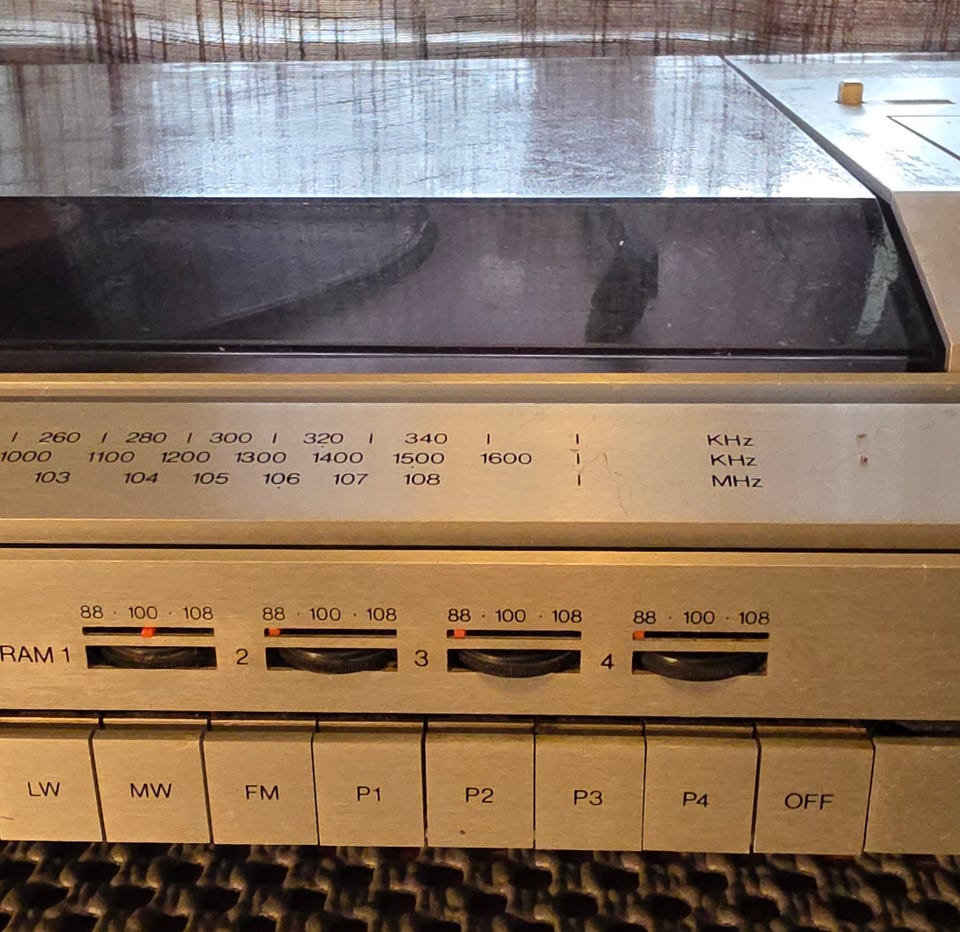 260 280 300 320 340 KHz
1000 1100 1200 1300 1400 1500 1600 KHz
103 104 105 106 107 108 MHz
88 · 100 · 108 88 · 100 · 108 88 · 100 · 108 88 · 100 · 108
RAM 1 2 3 4
LW MW FM P1 P2 P3 P4 OFF